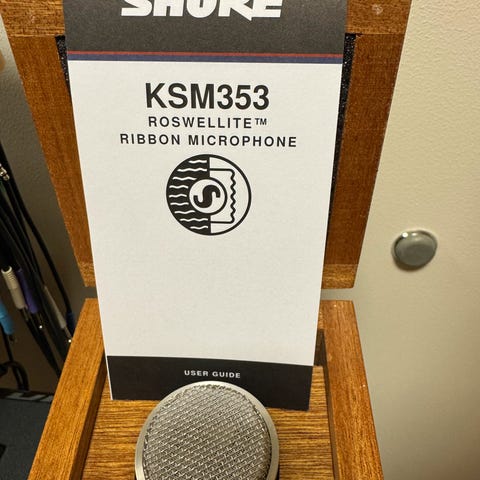 SHURE
KSM353
ROSWELLITE™
RIBBON MICROPHONE
S
USER GUIDE